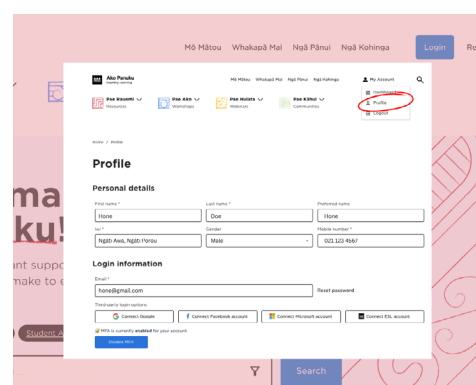 Mō Mātou Whakapā Mai Ngā Pānui Ngā Kohinga Login Re
Ako Panuku
Mō Mātou Whakapā Mai Ngā Pānui Ngā Kohinga My Account
Dashboard
Profile
Logout
Pae Rauemi
Resources
Pae Ako
Workshops
Pae Huiata
Webinars
Pae Kāhui
Communities
Home / Profile
Profile
Personal details
First name *
Last name *
Preferred name
Hone
Doe
Hone
Iwi *
Gender
Mobile number *
Ngāti Awa, Ngāti Porou
Male
021 123 4567
Login information
Email *
hone@gmail.com
Reset password
Third-party login options
Connect Google
Connect Facebook account
Connect Microsoft account
Connect ESL account
MFA is currently enabled for your account.
Disable MFA
ma
ku!
nt suppo
make to e
Student A
Search